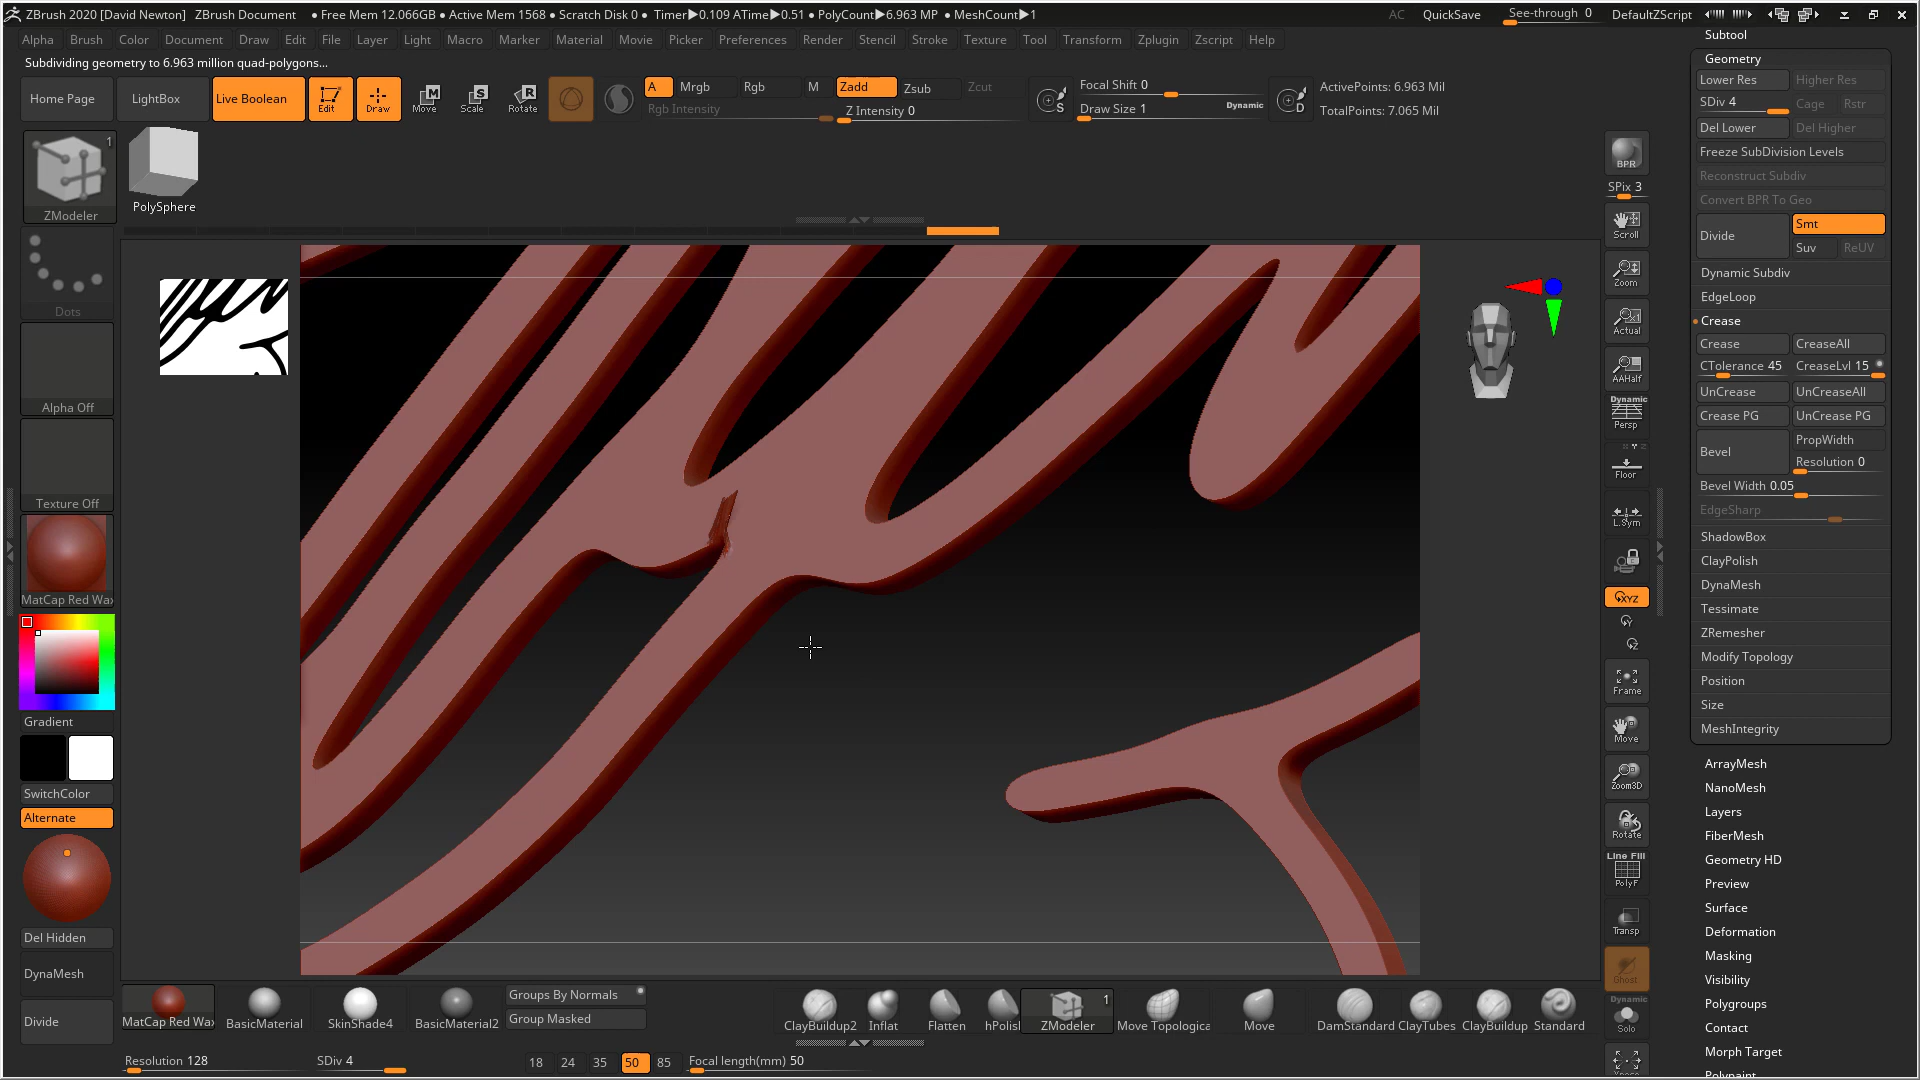 ZBrush 2020 [David Newton] ZBrush Document ● Free Mem 12.066GB ● Active Mem 1568 ● Scratch Disk 0 ● Timer▶0.109 ATime▶0.51 ● PolyCount▶6.963 MP ● MeshCount▶1 AC QuickSave See-through 0 DefaultZScript
Alpha Brush Color Document Draw Edit File Layer Light Macro Marker Material Movie Picker Preferences Render Stencil Stroke Texture Tool Transform Zplugin Zscript Help
Subdividing geometry to 6.963 million quad-polygons...
Home Page LightBox Live Boolean Edit Draw Move Scale Rotate
A Mrgb Rgb M Zadd Zsub Zcut
Rgb Intensity Z Intensity 0
Focal Shift 0
Draw Size 1 Dynamic
ActivePoints: 6.963 Mil
TotalPoints: 7.065 Mil
1
ZModeler
PolySphere
Dots
Alpha Off
Texture Off
MatCap Red Wax
Gradient
SwitchColor
Alternate
Del Hidden
DynaMesh
Divide
BPR
SPix 3
Scroll
Zoom
Actual
AAHalf
Dynamic
Persp
Floor
L.Sym
XYZ
Frame
Move
Zoom3D
Rotate
Line Fill
PolyF
Transp
Ghost
Dynamic
Solo
Subtool
Geometry
Lower Res Higher Res
SDiv 4 Cage Rstr
Del Lower Del Higher
Freeze SubDivision Levels
Reconstruct Subdiv
Convert BPR To Geo
Divide Smt
Suv ReUV
Dynamic Subdiv
EdgeLoop
Crease
Crease CreaseAll
CTolerance 45 CreaseLvl 15
UnCrease UnCreaseAll
Crease PG UnCrease PG
Bevel PropWidth
Resolution 0
Bevel Width 0.05
EdgeSharp
ShadowBox
ClayPolish
DynaMesh
Tessimate
ZRemesher
Modify Topology
Position
Size
MeshIntegrity
ArrayMesh
NanoMesh
Layers
FiberMesh
Geometry HD
Preview
Surface
Deformation
Masking
Visibility
Polygroups
Contact
Morph Target
Polypaint
MatCap Red Wax BasicMaterial SkinShade4 BasicMaterial2
Groups By Normals
Group Masked
ClayBuildup2 Inflat Flatten hPolish ZModeler 1 Move Topologica Move DamStandard ClayTubes ClayBuildup Standard
Resolution 128 SDiv 4 18 24 35 50 85 Focal length(mm) 50